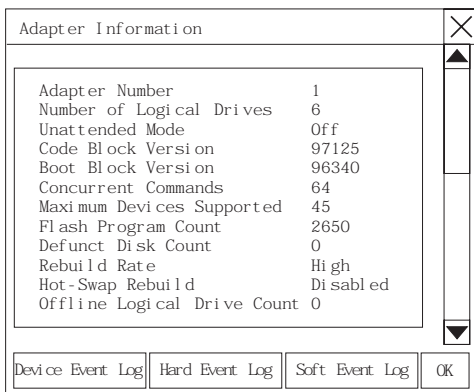 Adapter Information
Adapter Number 1
Number of Logical Drives 6
Unattended Mode Off
Code Block Version 97125
Boot Block Version 96340
Concurrent Commands 64
Maximum Devices Supported 45
Flash Program Count 2650
Defunct Disk Count 0
Rebuild Rate High
Hot-Swap Rebuild Disabled
Offline Logical Drive Count 0
Device Event Log Hard Event Log Soft Event Log OK